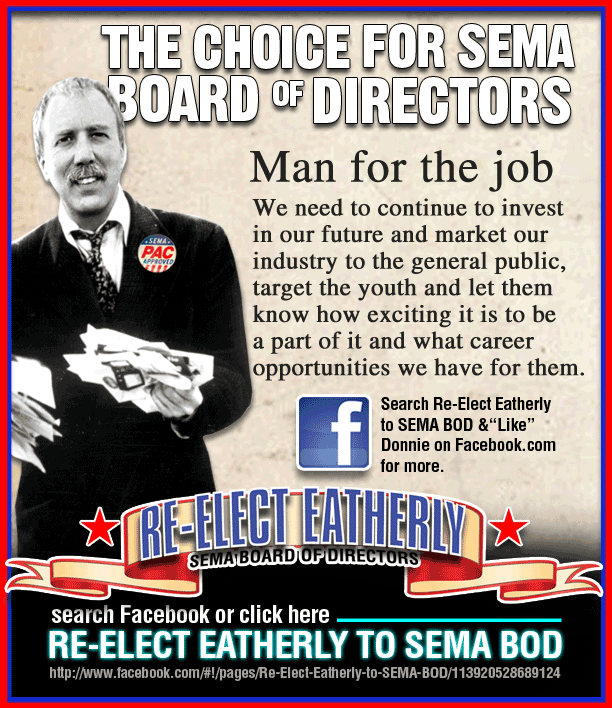 THE CHOICE FOR SEMA
BOARD OF DIRECTORS
Man for the job
We need to continue to invest
in our future and market our
industry to the general public,
target the youth and let them
know how exciting it is to be
a part of it and what career
opportunities we have for them.
SEMA
PAC
APPROVED
f
Search Re-Elect Eatherly
to SEMA BOD &“Like”
Donnie on Facebook.com
for more.
RE-ELECT EATHERLY
SEMA BOARD OF DIRECTORS
search Facebook or click here
RE-ELECT EATHERLY TO SEMA BOD
http://www.facebook.com/#!/pages/Re-Elect-Eatherly-to-SEMA-BOD/113920528689124